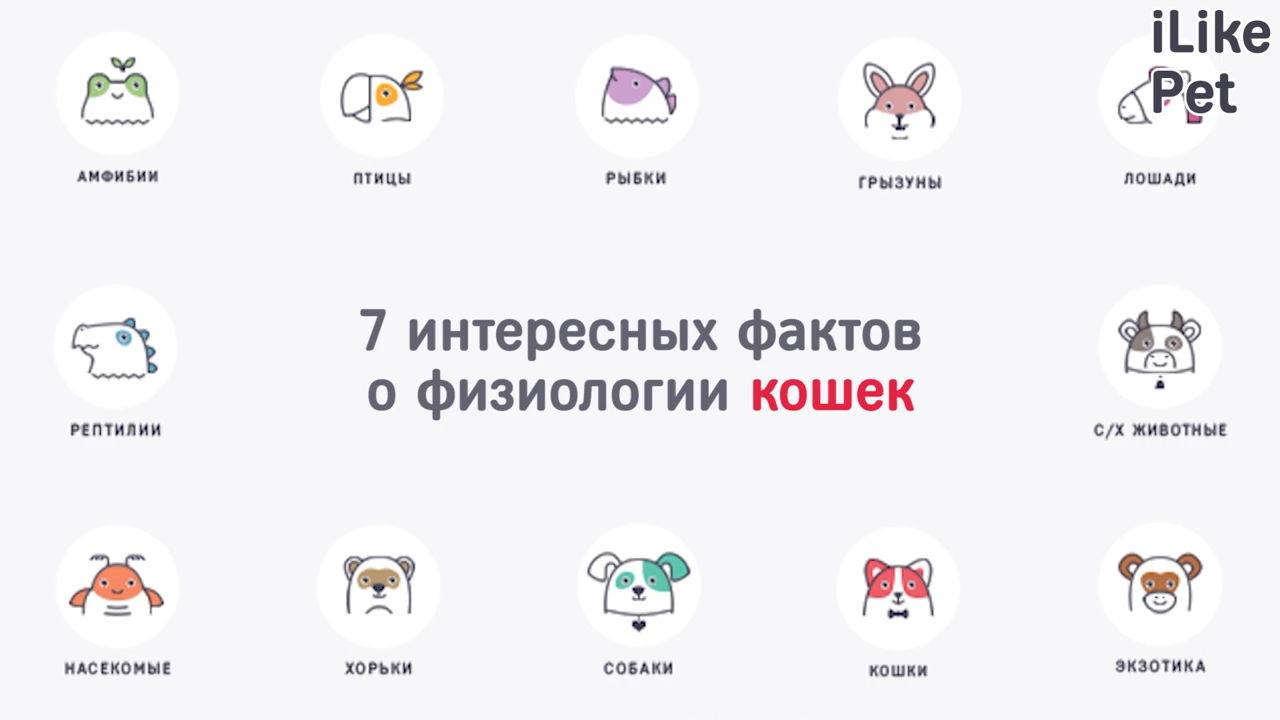 iLike
Pet
АМФИБИИ
ПТИЦЫ
РЫБКИ
ГРЫЗУНЫ
ЛОШАДИ
7 интересных фактов
о физиологии кошек
РЕПТИЛИИ
С/Х ЖИВОТНЫЕ
НАСЕКОМЫЕ
ХОРЬКИ
СОБАКИ
КОШКИ
ЭКЗОТИКА